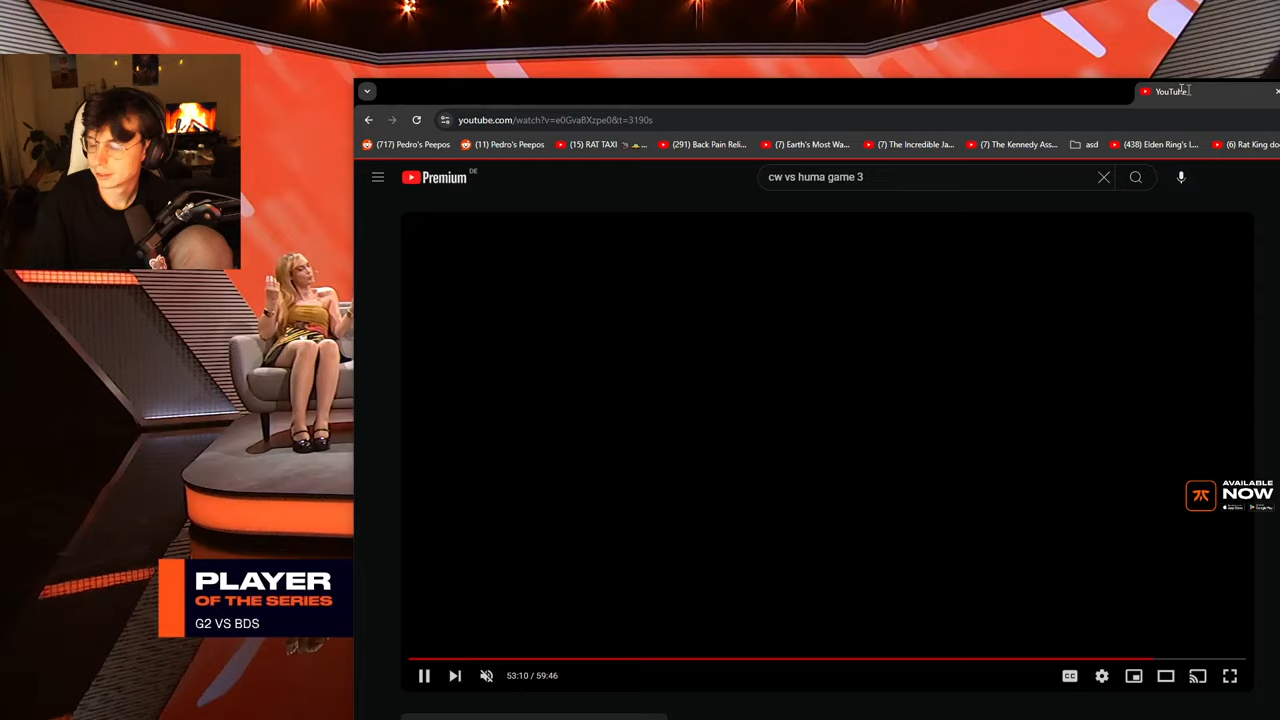 YouTube
youtube.com/watch?v=e0GvaBXzpe0&t=3190s
(717) Pedro's Peepos
(11) Pedro's Peepos
(15) RAT TAXI
(291) Back Pain Reli...
(7) Earth's Most Wa...
(7) The Incredible Ja...
(7) The Kennedy Ass...
asd
(438) Elden Ring's L...
(6) Rat King do
Premium DE
cw vs huma game 3
AVAILABLE
NOW
PLAYER
OF THE SERIES
G2 VS BDS
53:10 / 59:46
CC